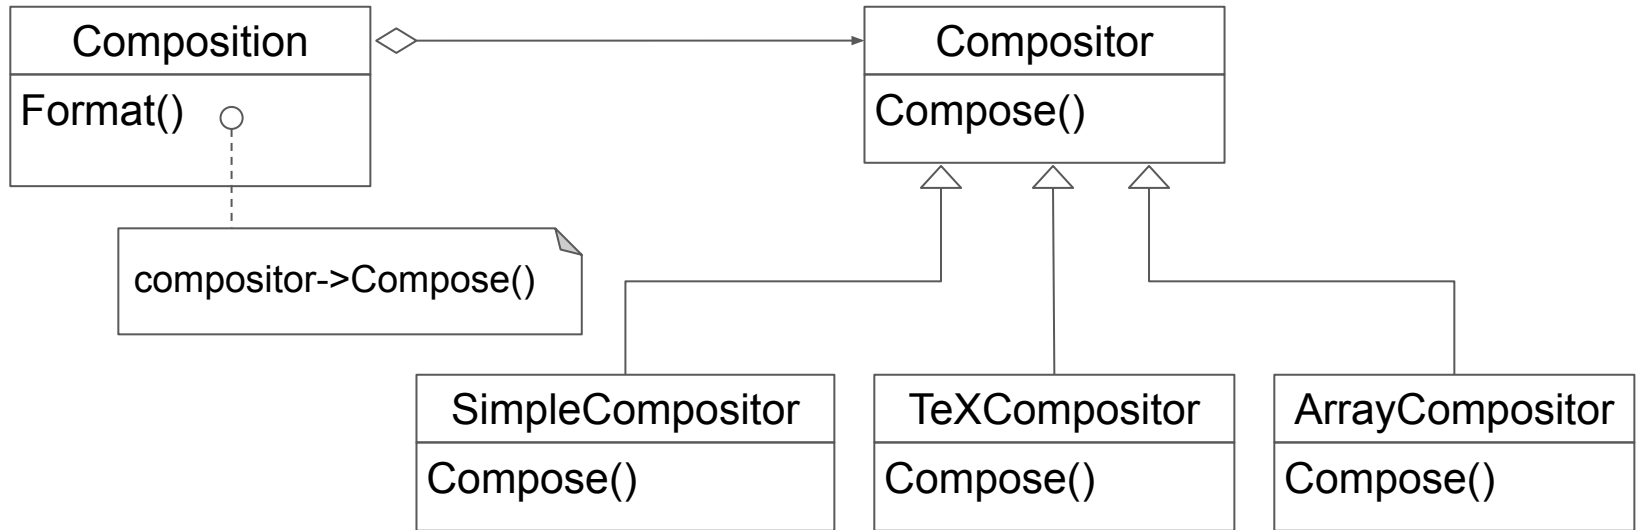 Composition
Format()
compositor->Compose()
Compositor
Compose()
SimpleCompositor
Compose()
TeXCompositor
Compose()
ArrayCompositor
Compose()